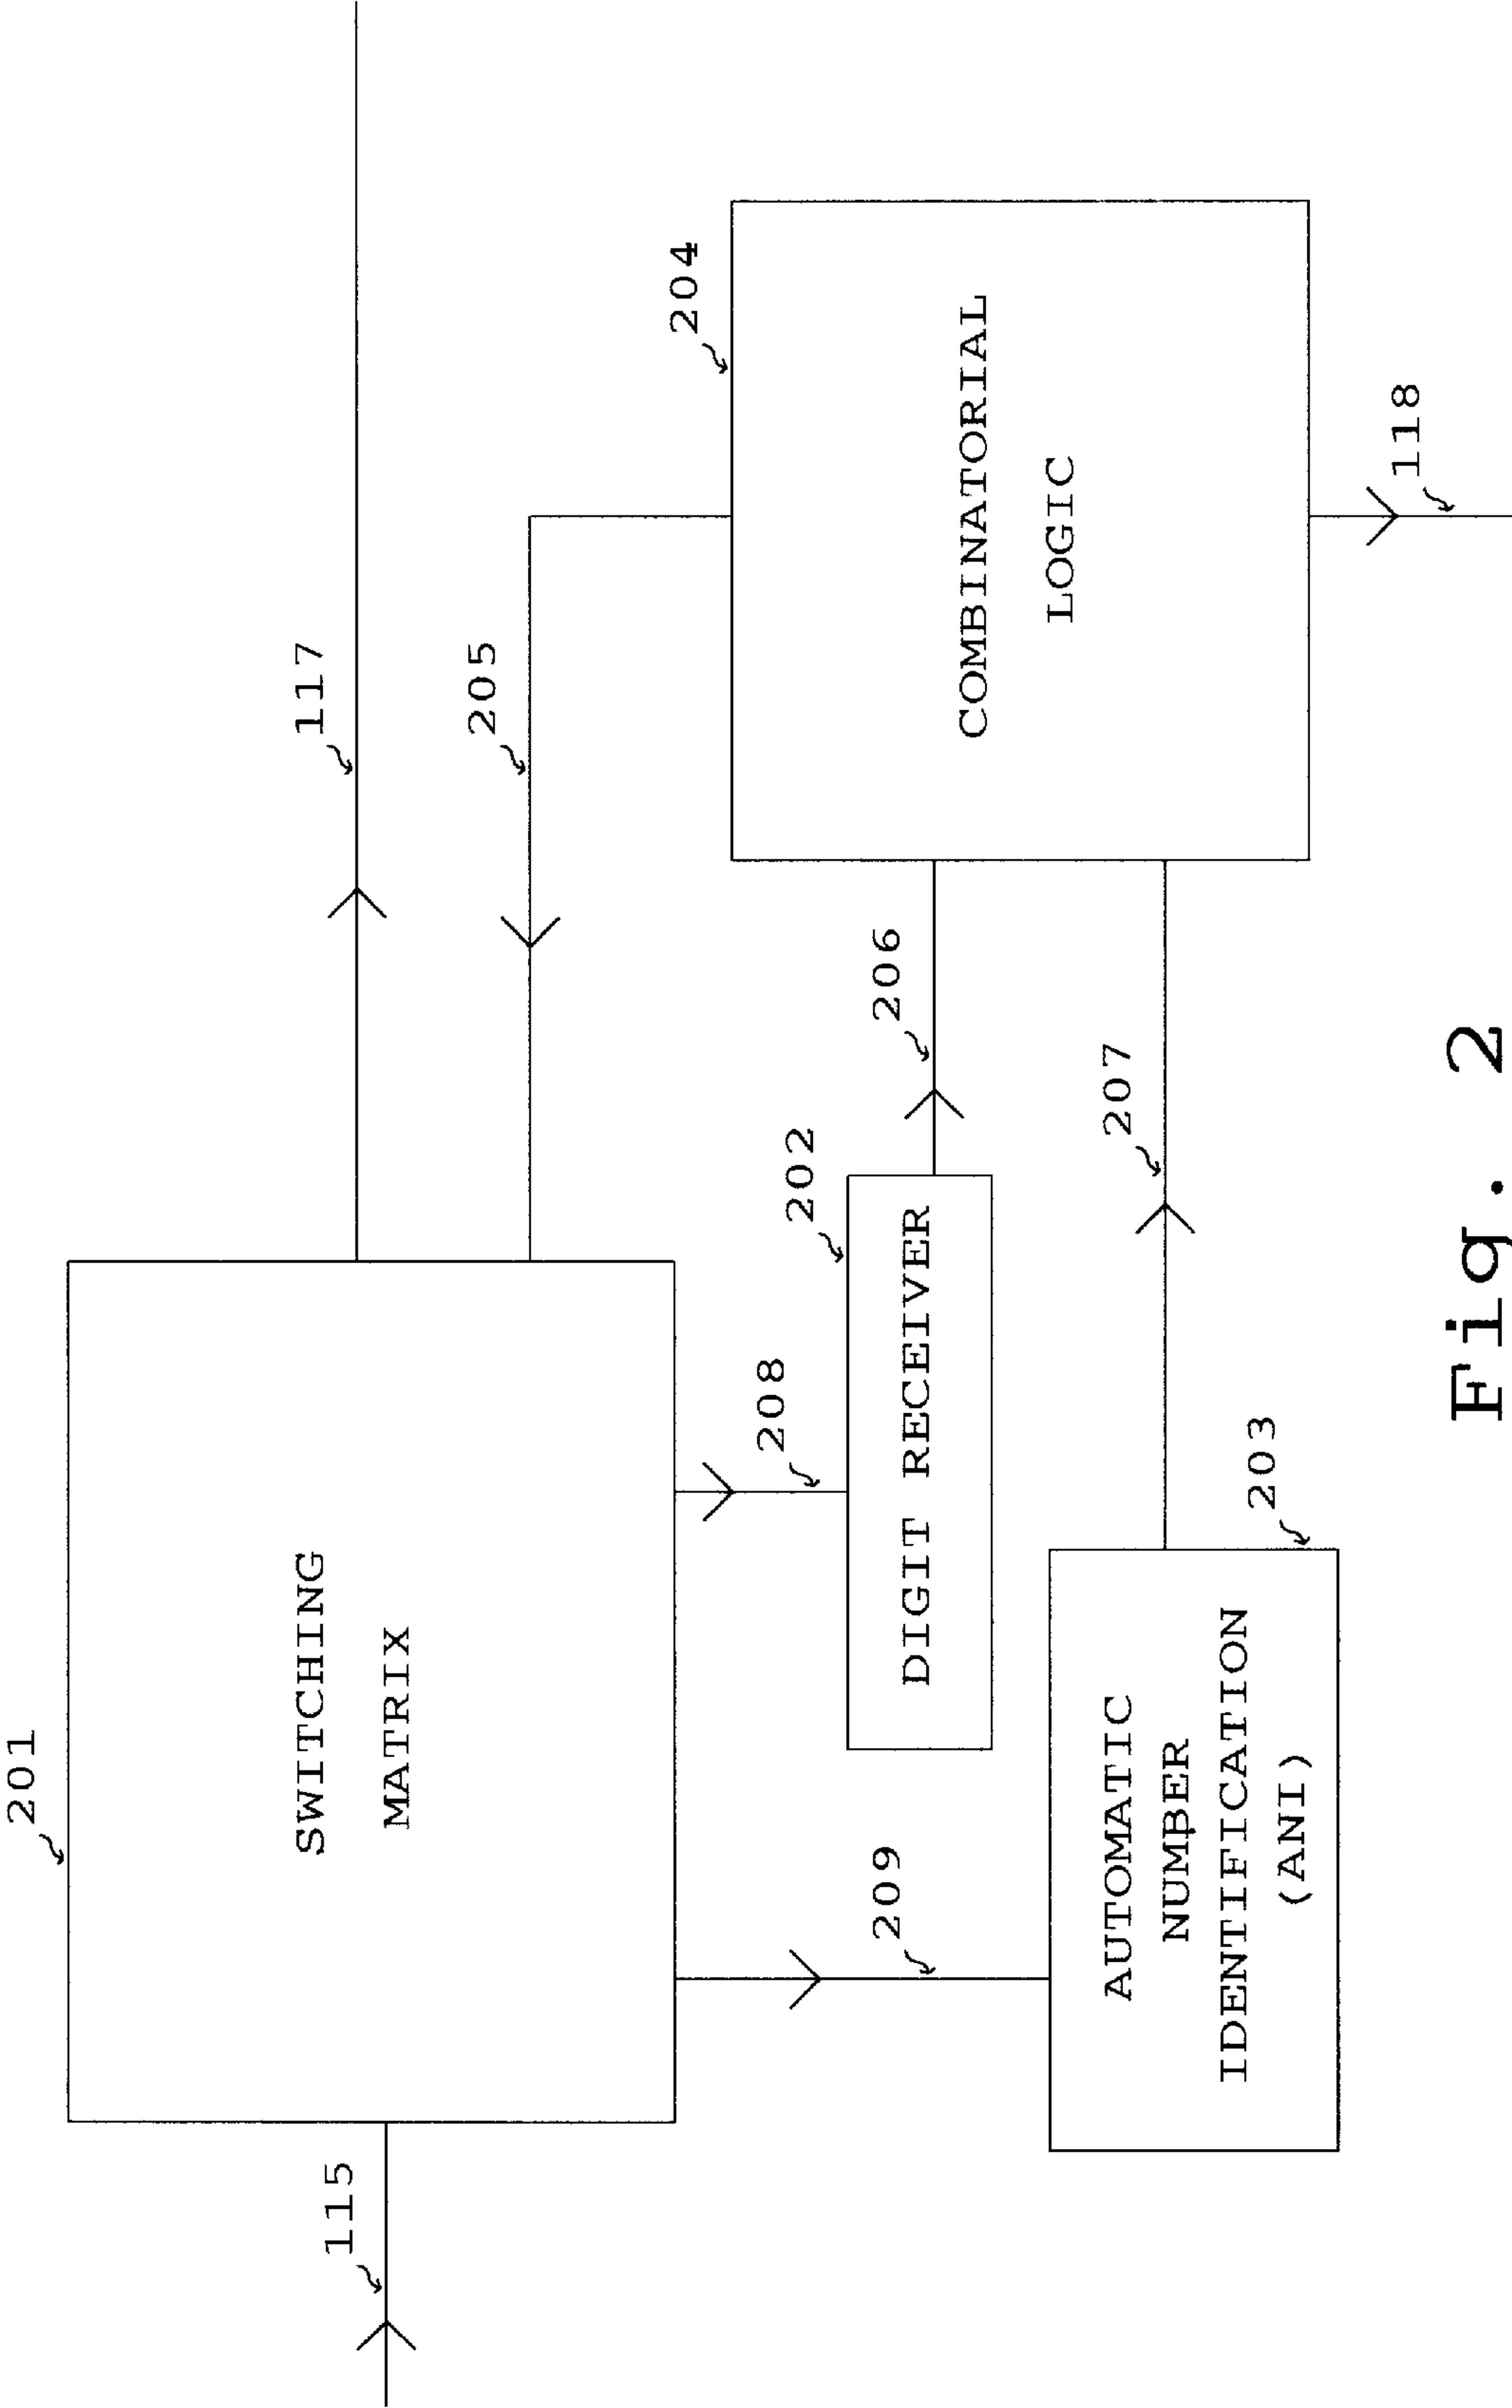 201
117
115
SWITCHING
MATRIX
205
204
209
208
202
206
DIGIT RECEIVER
COMBINATORIAL
LOGIC
207
AUTOMATIC
NUMBER
IDENTIFICATION
(ANI)
203
118
Fig. 2